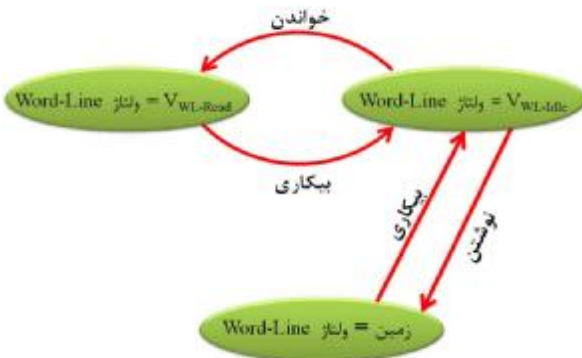 خواندن
Word-Line ولتاژ = V_WL-Read
Word-Line ولتاژ = V_WL-Idle
بیکاری
بیکاری
نوشتن
Word-Line ولتاژ = زمین